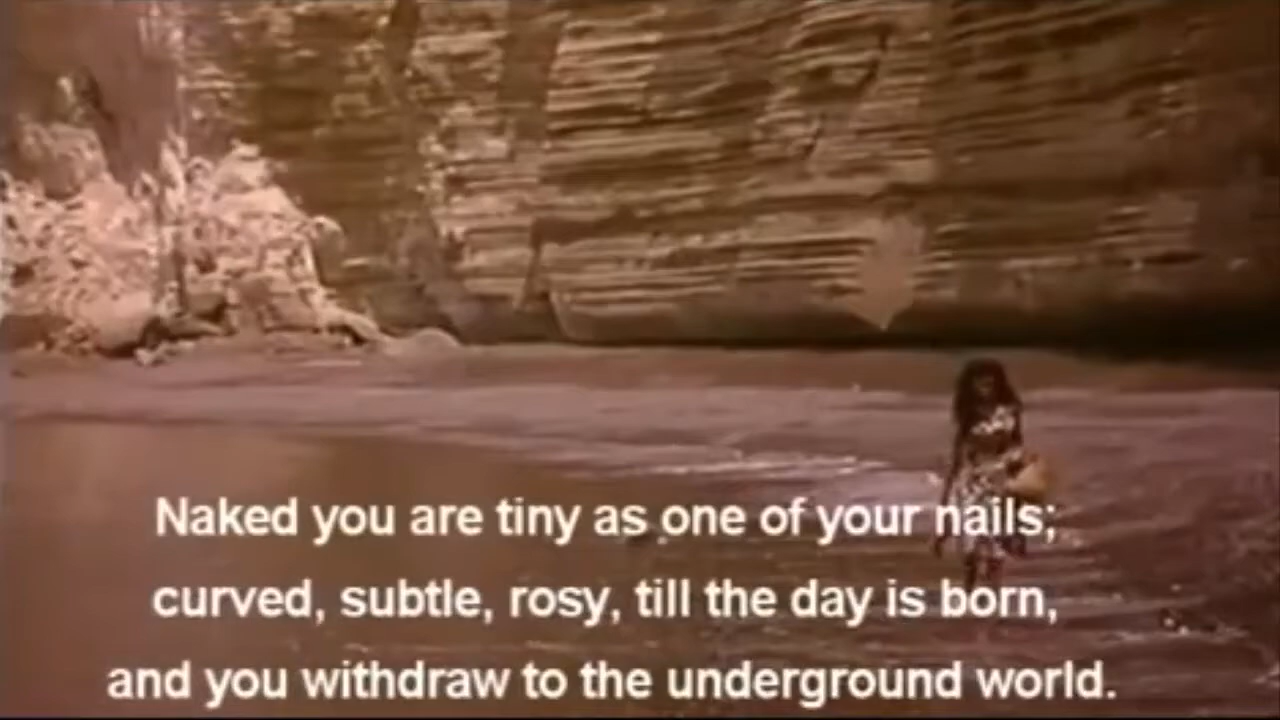 Naked you are tiny as one of your nails;
curved, subtle, rosy, till the day is born,
and you withdraw to the underground world.